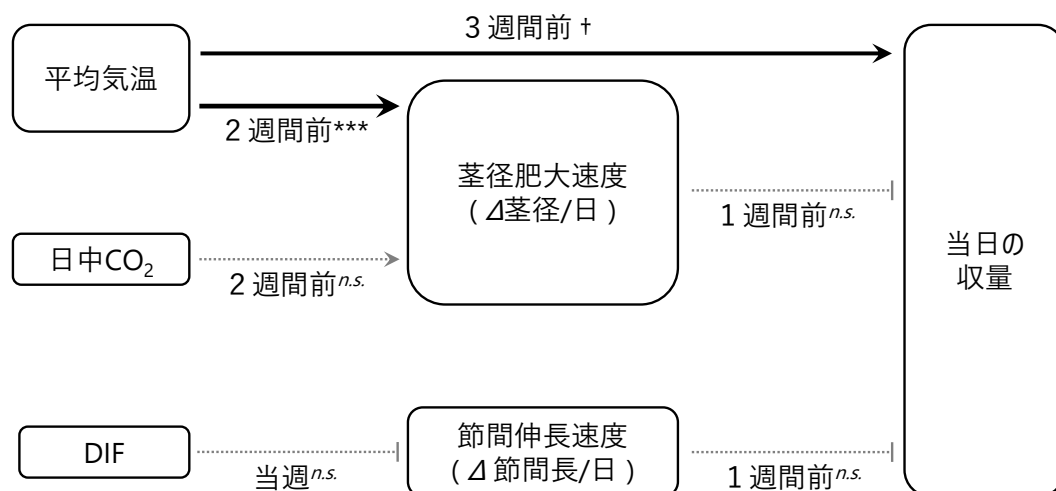 3 週間前 †
平均気温
2 週間前***
茎径肥大速度
( Δ茎径/日 )
1 週間前n.s.
日中CO₂
2 週間前n.s.
当日の
収量
DIF
当週n.s.
節間伸長速度
( Δ 節間長/日 )
1 週間前n.s.